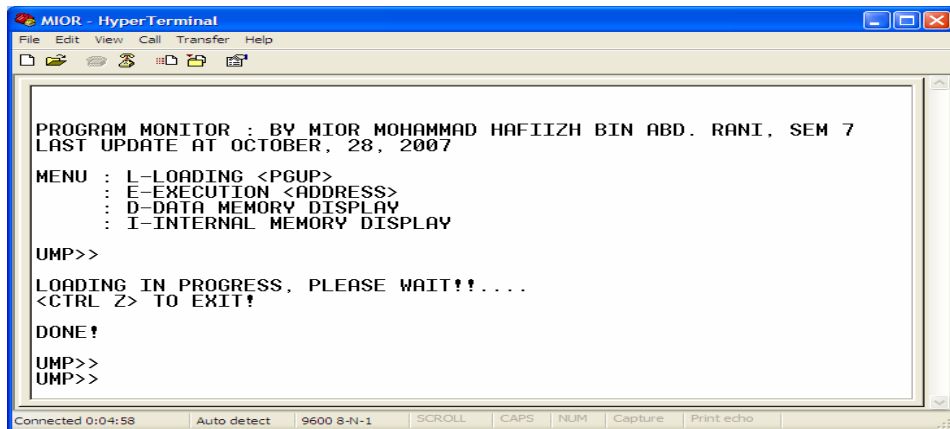 MIOR - HyperTerminal
File Edit View Call Transfer Help
PROGRAM MONITOR : BY MIOR MOHAMMAD HAFIIZH BIN ABD. RANI, SEM 7
LAST UPDATE AT OCTOBER, 28, 2007
MENU : L-LOADING <PGUP>
: E-EXECUTION <ADDRESS>
: D-DATA MEMORY DISPLAY
: I-INTERNAL MEMORY DISPLAY
UMP>>
LOADING IN PROGRESS, PLEASE WAIT!!....
<CTRL Z> TO EXIT!
DONE!
UMP>>
UMP>>
Connected 0:04:58 Auto detect 9600 8-N-1 SCROLL CAPS NUM Capture Print echo